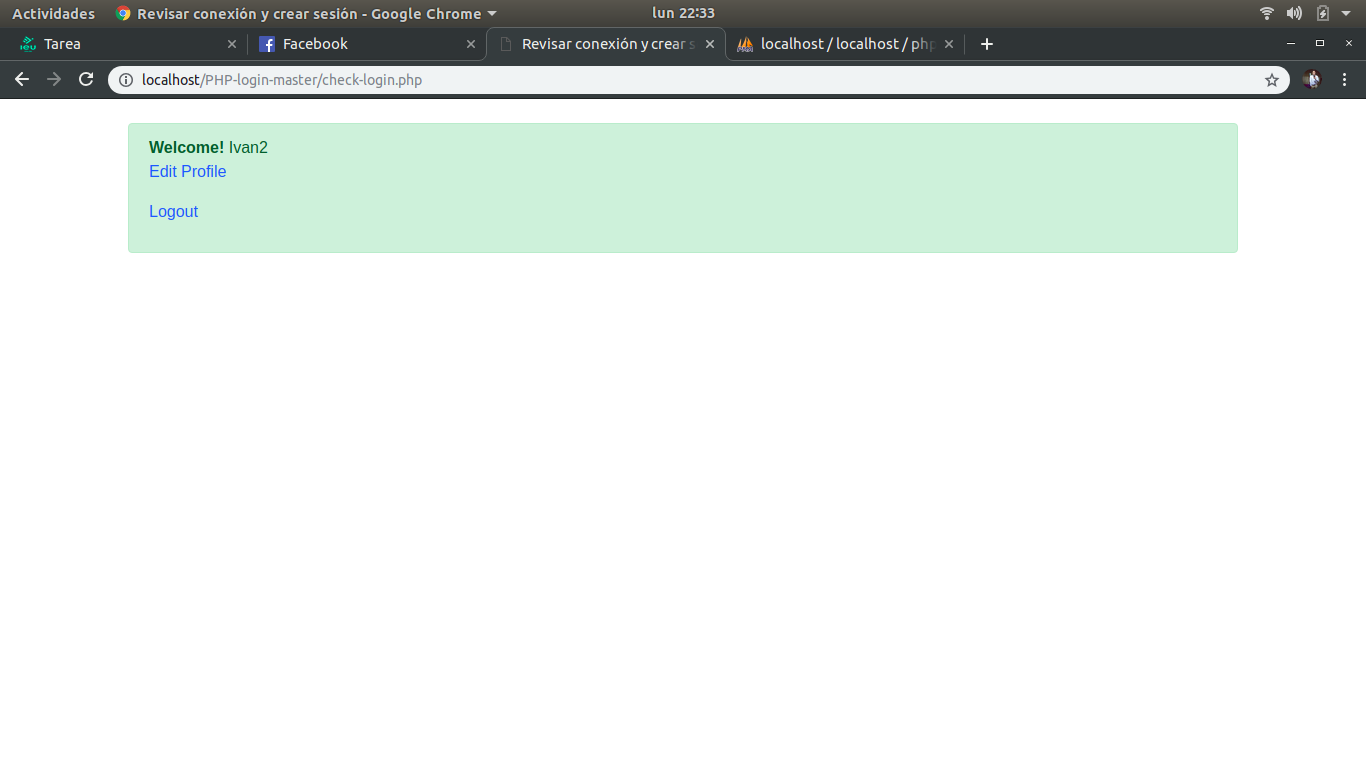 Actividades Revisar conexión y crear sesión - Google Chrome lun 22:33
Tarea Facebook Revisar conexión y crear s localhost / localhost / php
localhost/PHP-login-master/check-login.php
Welcome! Ivan2
Edit Profile
Logout